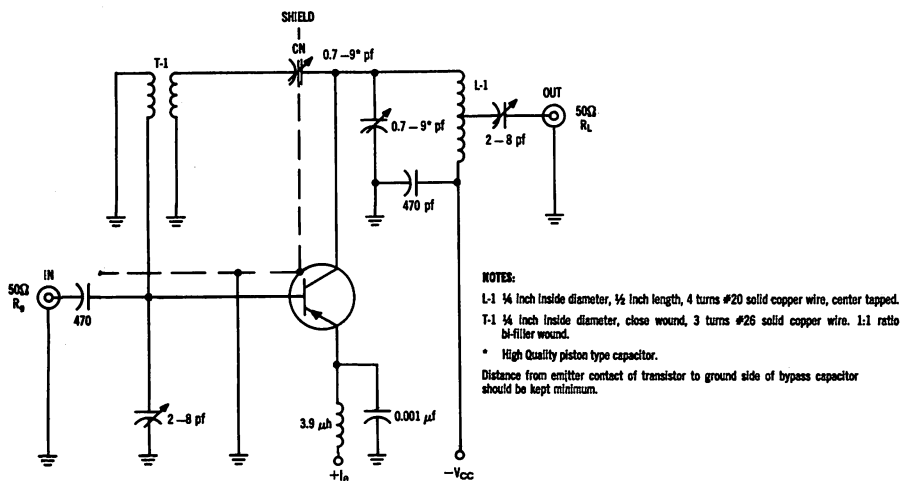 SHIELD
CN
0.7 –9* pf
T-1
L-1
OUT
50Ω
RL
0.7 –9* pf
2 – 8 pf
470 pf
IN
50Ω
Rg
470
2 –8 pf
3.9 μh
0.001 μf
+Ie
–VCC
NOTES:
L-1 ¼ inch inside diameter, ½ inch length, 4 turns #20 solid copper wire, center tapped.
T-1 ¼ inch inside diameter, close wound, 3 turns #26 solid copper wire. 1:1 ratio
bi-filler wound.
* High Quality piston type capacitor.
Distance from emitter contact of transistor to ground side of bypass capacitor
should be kept minimum.